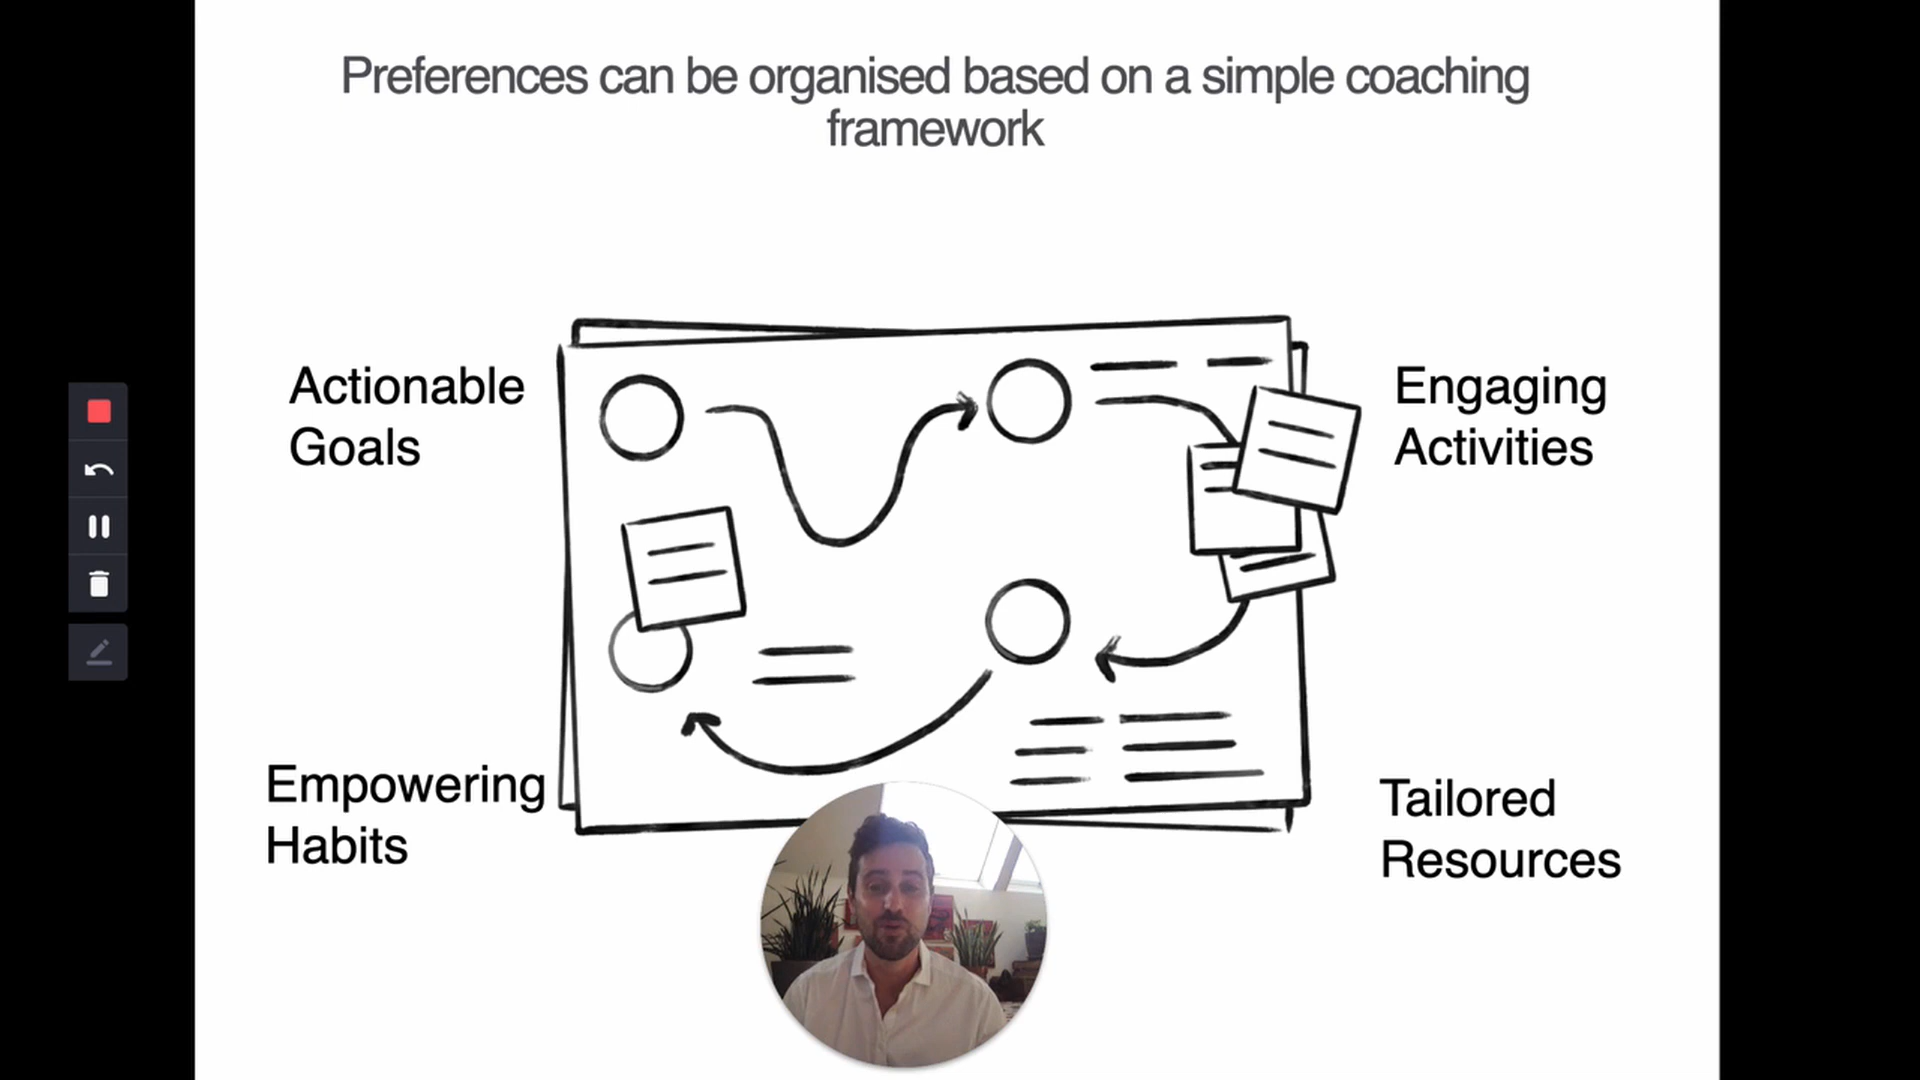 Preferences can be organised based on a simple coaching
framework
Actionable
Goals
Engaging
Activities
Empowering
Habits
Tailored
Resources